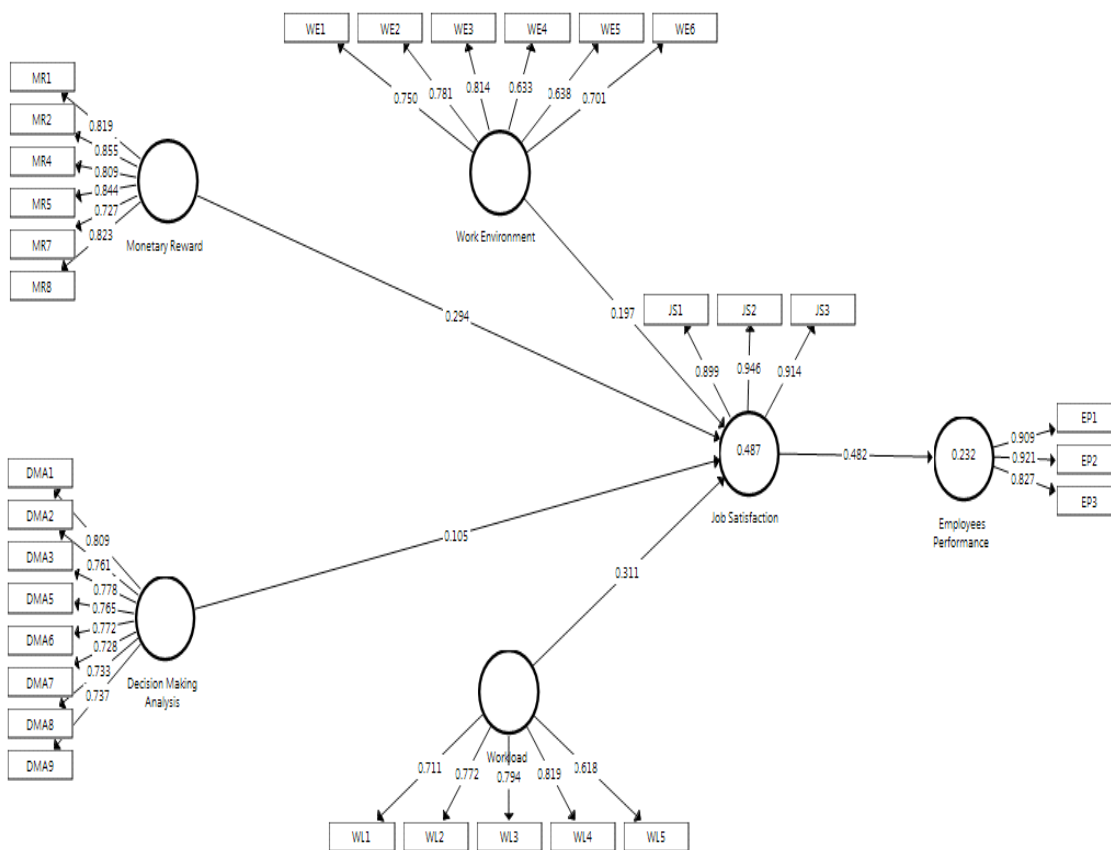 WE1 WE2 WE3 WE4 WE5 WE6
0.750 0.781 0.814 0.633 0.638 0.701
Work Environment
MR1
MR2
MR4
MR5
MR7
MR8
0.819
0.855
0.809
0.844
0.727
0.823
Monetary Reward
0.294
0.197
JS1 JS2 JS3
0.899 0.946 0.914
0.487
Job Satisfaction
0.482
0.232
Employees
Performance
EP1
EP2
EP3
0.909
0.921
0.827
DMA1
DMA2
DMA3
DMA5
DMA6
DMA7
DMA8
DMA9
0.809
0.761
0.778
0.765
0.772
0.728
0.733
0.737
Decision Making
Analysis
0.105
0.311
Workload
0.711 0.772 0.794 0.819 0.618
WL1 WL2 WL3 WL4 WL5